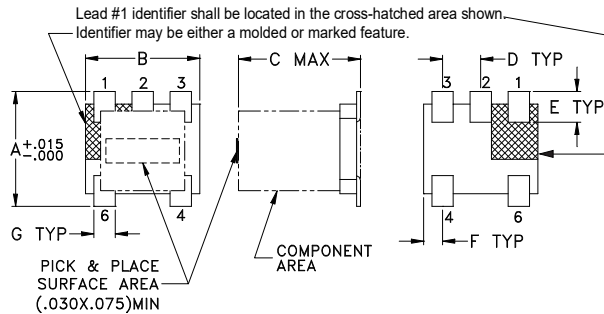 Lead #1 identifier shall be located in the cross-hatched area shown.
Identifier may be either a molded or marked feature.
B
C MAX
D TYP
1 2 3
3 2 1
E TYP
A +.015
-.000
6 4
4 6
G TYP
F TYP
COMPONENT
AREA
PICK & PLACE
SURFACE AREA
(.030X.075)MIN